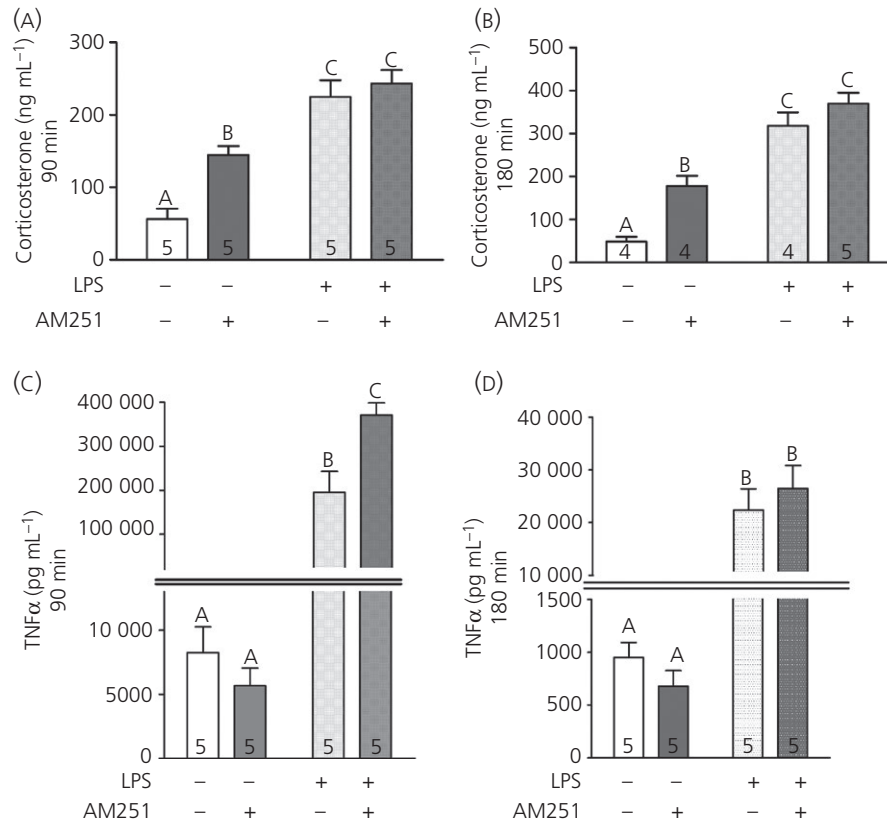 (A)
Corticosterone (ng mL⁻¹)
90 min
300
200
100
0
A
B
C
C
5
5
5
5
LPS – – + +
AM251 – + – +
(B)
Corticosterone (ng mL⁻¹)
180 min
500
400
300
200
100
0
A
B
C
C
4
4
4
5
LPS – – + +
AM251 – + – +
(C)
TNFα (pg mL⁻¹)
90 min
400 000
300 000
200 000
100 000
10 000
5000
0
A
A
B
C
5
5
5
5
LPS – – + +
AM251 – + – +
(D)
TNFα (pg mL⁻¹)
180 min
40 000
30 000
20 000
10 000
1500
1000
500
0
A
A
B
B
5
5
5
5
LPS – – + +
AM251 – + – +